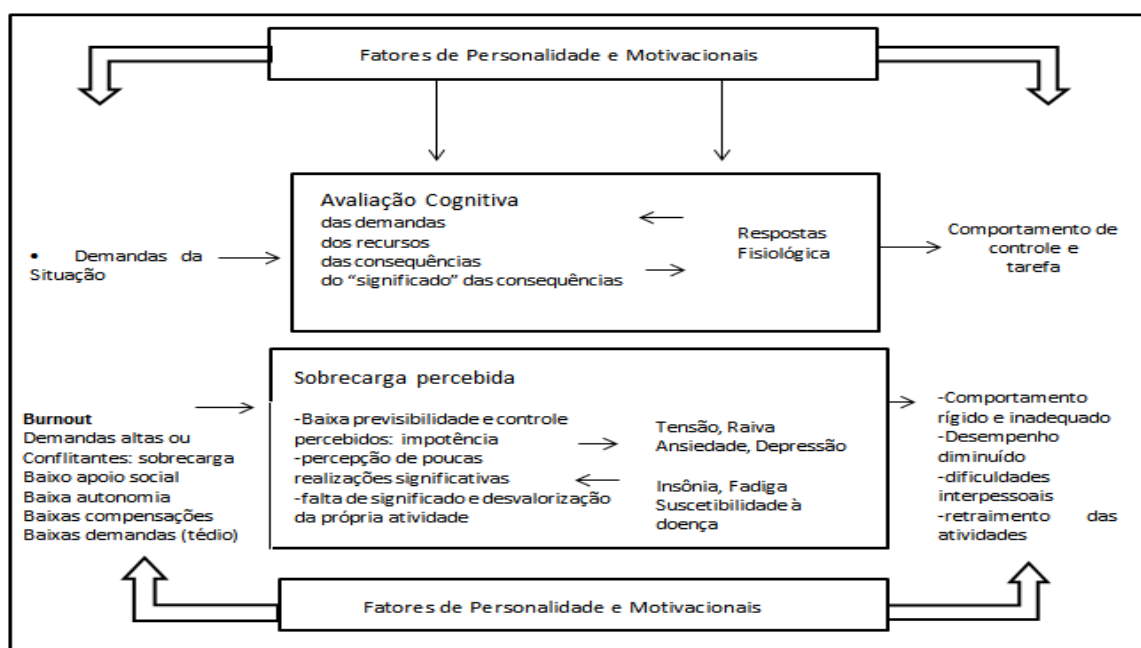 Fatores de Personalidade e Motivacionais
Avaliação Cognitiva
das demandas
dos recursos
das consequências
do “significado” das consequências
Respostas
Fisiológica
• Demandas da
Situação
Comportamento de
controle e
tarefa
Burnout
Demandas altas ou
Conflitantes: sobrecarga
Baixo apoio social
Baixa autonomia
Baixas compensações
Baixas demandas (tédio)
Sobrecarga percebida
-Baixa previsibilidade e controle
percebidos: impotência
-percepção de poucas
realizações significativas
-falta de significado e desvalorização
da própria atividade
Tensão, Raiva
Ansiedade, Depressão
Insônia, Fadiga
Suscetibilidade à
doença
-Comportamento
rígido e inadequado
-Desempenho
diminuído
-dificuldades
interpessoais
-retraimento das
atividades
Fatores de Personalidade e Motivacionais